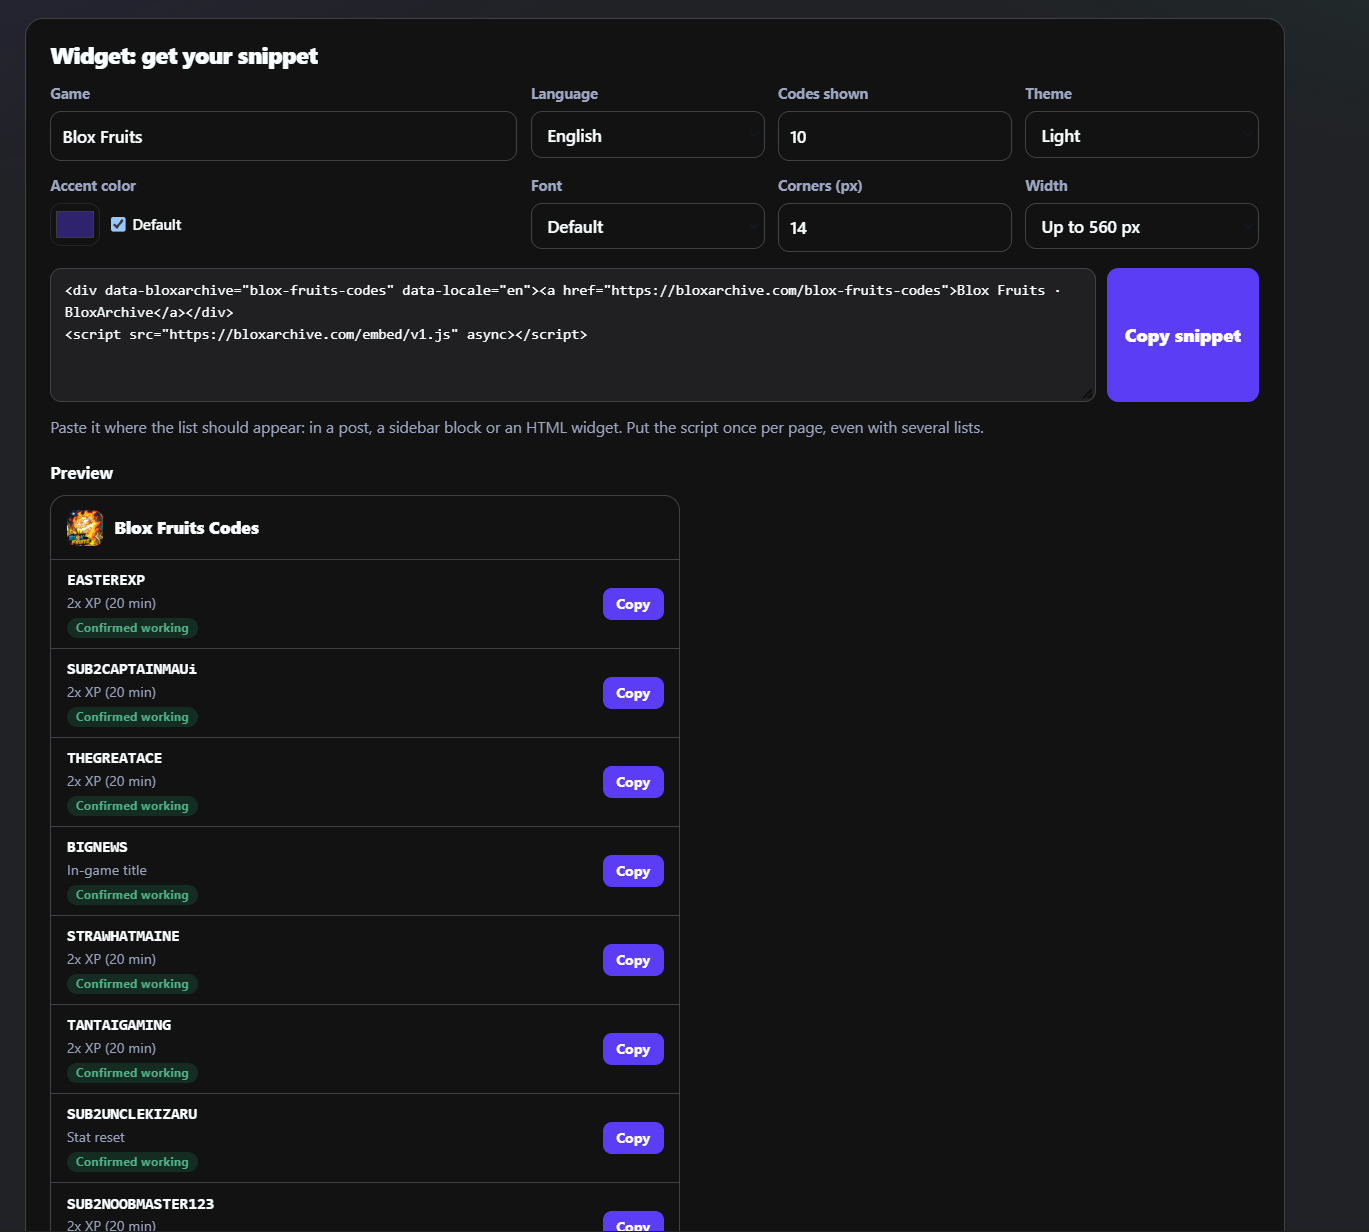 Widget: get your snippet
Game
Language
Codes shown
Theme
Blox Fruits
English
10
Light
Accent color
Font
Corners (px)
Width
Default
Default
14
Up to 560 px
<div data-bloxarchive="blox-fruits-codes" data-locale="en"><a href="https://bloxarchive.com/blox-fruits-codes">Blox Fruits ·
BloxArchive</a></div>
<script src="https://bloxarchive.com/embed/v1.js" async></script>
Copy snippet
Paste it where the list should appear: in a post, a sidebar block or an HTML widget. Put the script once per page, even with several lists.
Preview
Blox Fruits Codes
EASTEREXP
2x XP (20 min)
Confirmed working
Copy
SUB2CAPTAINMAUi
2x XP (20 min)
Confirmed working
Copy
THEGREATACE
2x XP (20 min)
Confirmed working
Copy
BIGNEWS
In-game title
Confirmed working
Copy
STRAWHATMAINE
2x XP (20 min)
Confirmed working
Copy
TANTAIGAMING
2x XP (20 min)
Confirmed working
Copy
SUB2UNCLEKIZARU
Stat reset
Confirmed working
Copy
SUB2NOOBMASTER123
2x XP (20 min)
Copy